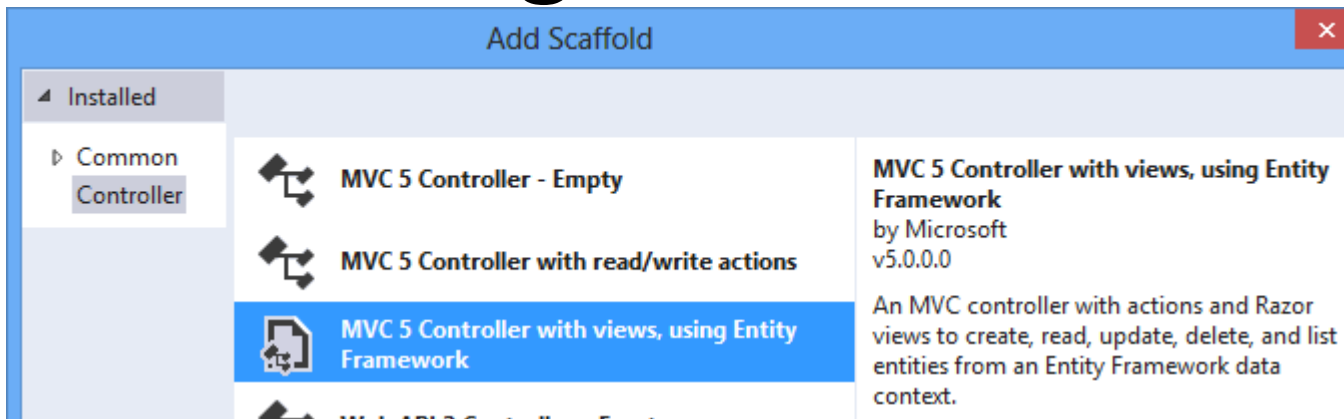 Add Scaffold
Installed
Common
Controller
MVC 5 Controller - Empty
MVC 5 Controller with read/write actions
MVC 5 Controller with views, using Entity
Framework
MVC 5 Controller with views, using Entity
Framework
by Microsoft
v5.0.0.0
An MVC controller with actions and Razor
views to create, read, update, delete, and list
entities from an Entity Framework data
context.